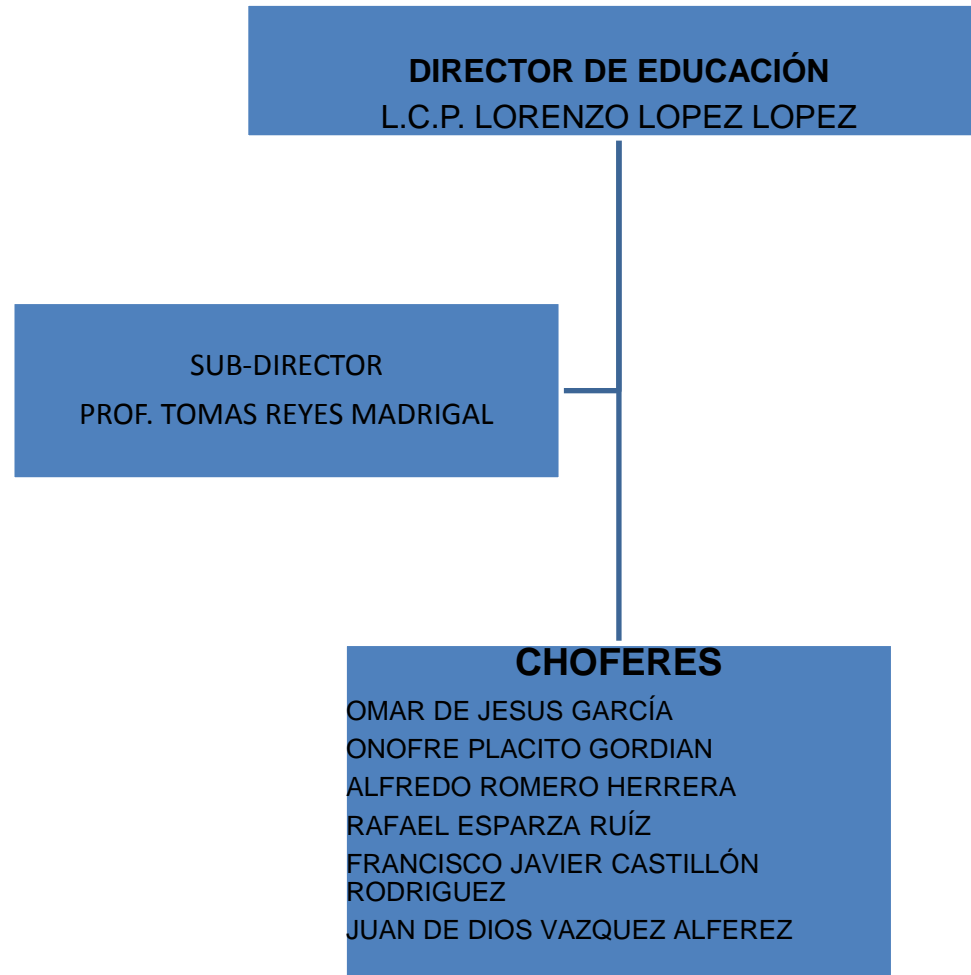 DIRECTOR DE EDUCACIÓN
L.C.P. LORENZO LOPEZ LOPEZ
SUB-DIRECTOR
PROF. TOMAS REYES MADRIGAL
CHOFERES
OMAR DE JESUS GARCÍA
ONOFRE PLACITO GORDIAN
ALFREDO ROMERO HERRERA
RAFAEL ESPARZA RUÍZ
FRANCISCO JAVIER CASTILLÓN
RODRIGUEZ
JUAN DE DIOS VAZQUEZ ALFEREZ